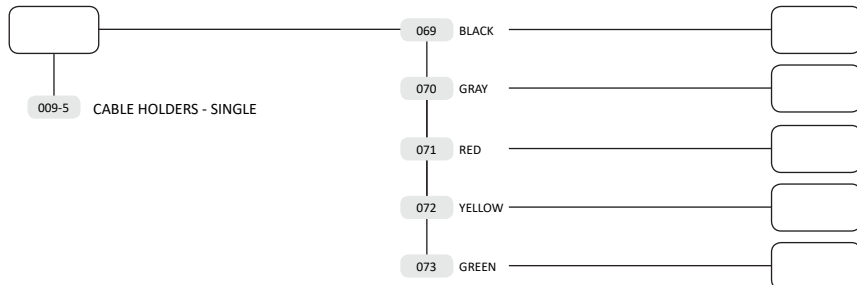 069 BLACK
070 GRAY
009-5 CABLE HOLDERS - SINGLE
071 RED
072 YELLOW
073 GREEN